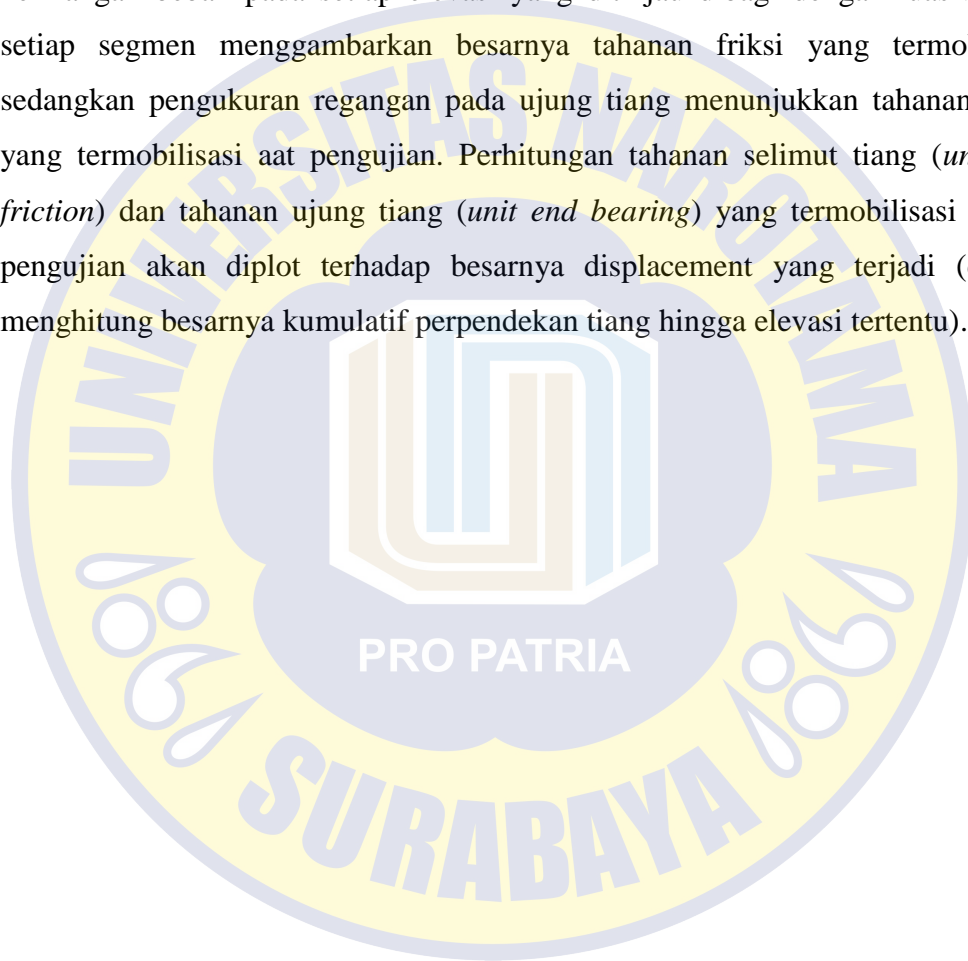 setiap segmen menggambarkan besarnya tahanan friksi yang
sedangkan pengukuran regangan pada ujung tiang menunjukkan tahanan
yang termobilisasi aat pengujian. Perhitungan tahanan selimut tiang (
friction) dan tahanan ujung tiang (unit end bearing) yang termobilisasi
pengujian akan diplot terhadap besarnya displacement yang terjadi (
menghitung besarnya kumulatif perpendekan tiang hingga elevasi tertentu).
UNIVERSITAS NAROTAMA
PRO PATRIA
SURABAYA